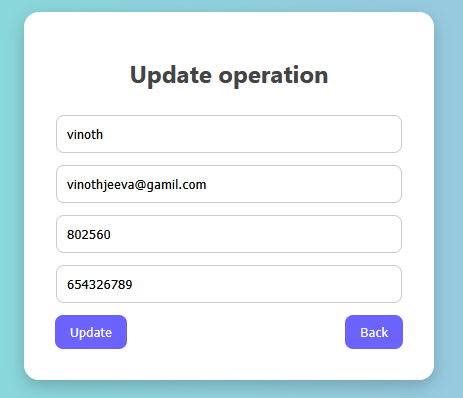 Update operation
vinoth
vinothjeeva@gamil.com
802560
654326789
Update
Back